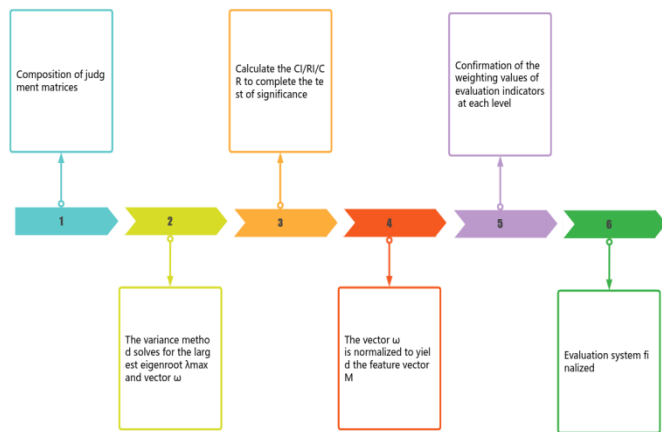 Composition of judg
ment matrices
Calculate the CI/RI/C
R to complete the te
st of significance
Confirmation of the
weighting values of
evaluation indicators
at each level
1
2
3
4
5
6
The variance metho
d solves for the larg
est eigenroot λmax
and vector ω
The vector ω
is normalized to yiel
d the feature vector
M
Evaluation system fi
nalized